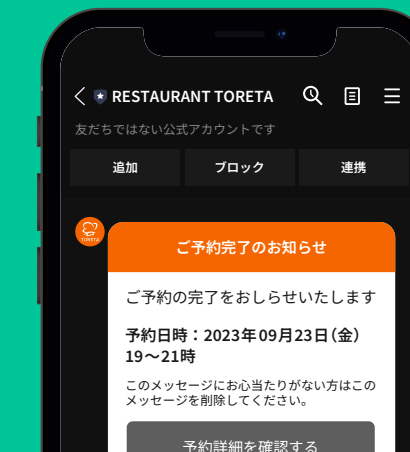 RESTAURANT TORETA
友だちではない公式アカウントです
追加 ブロック 連携
TORETA
ご予約完了のお知らせ
ご予約の完了をおしらせいたします
予約日時：2023年09月23日(金)
19〜21時
このメッセージにお心当たりがない方はこの
メッセージを削除してください。
予約詳細を確認する